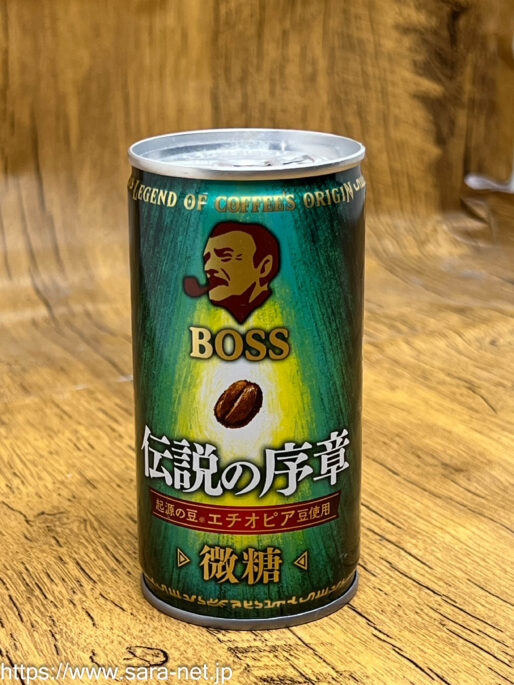 LEGEND OF COFFEE'S ORIGIN
BOSS
伝説の序章
起源の豆※エチオピア豆使用
微糖
https://www.sara-net.jp